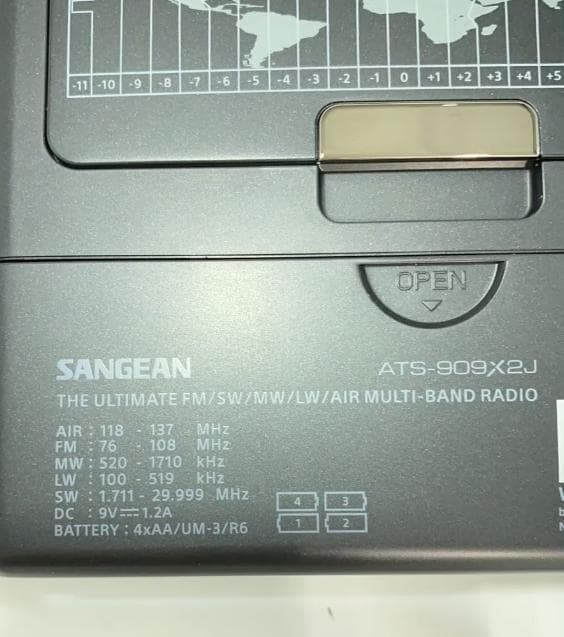 -11 -10 -9 -8 -7 -6 -5 -4 -3 -2 -1 0 +1 +2 +3 +4 +5
OPEN
SANGEAN ATS-909X2J
THE ULTIMATE FM/SW/MW/LW/AIR MULTI-BAND RADIO
AIR : 118 - 137 MHz
FM : 76 - 108 MHz
MW : 520 - 1710 kHz
LW : 100 - 519 kHz
SW : 1.711 - 29.999 MHz
DC : 9V⎓1.2A
BATTERY : 4xAA/UM-3/R6
4 3
1 2